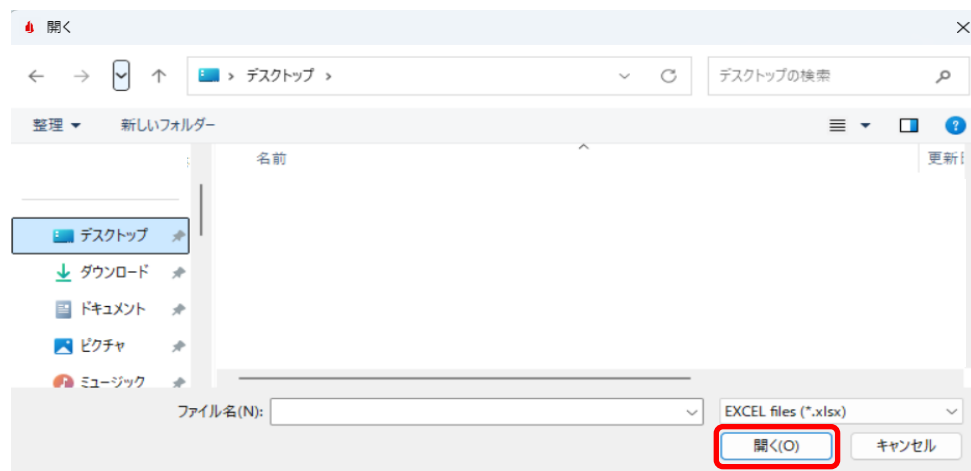 開く
デスクトップ
デスクトップの検索
整理
新しいフォルダー
名前
更新日
デスクトップ
ダウンロード
ドキュメント
ピクチャ
ミュージック
ファイル名(N):
EXCEL files (*.xlsx)
開く(O)
キャンセル